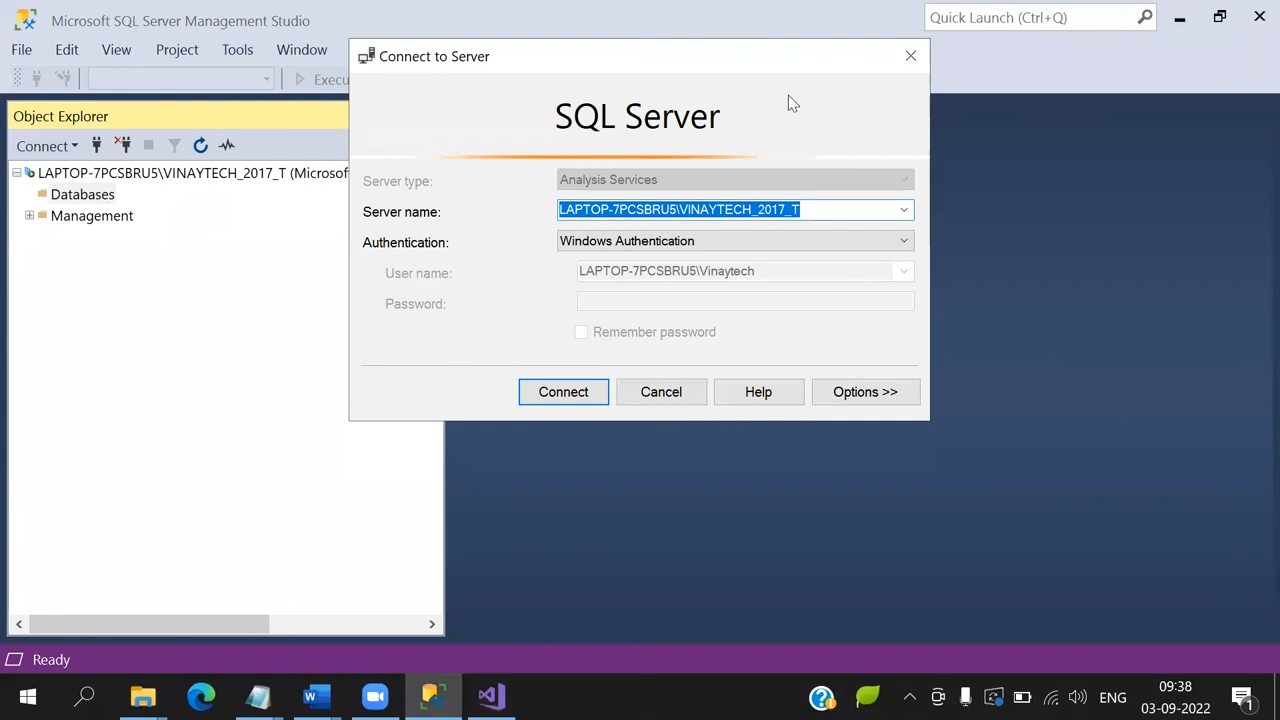 Microsoft SQL Server Management Studio
Quick Launch (Ctrl+Q)
File Edit View Project Tools Window
Execu
Connect to Server
SQL Server
Server type: Analysis Services
Server name: LAPTOP-7PCSBRU5\VINAYTECH_2017_T
Authentication: Windows Authentication
User name: LAPTOP-7PCSBRU5\Vinaytech
Password:
Remember password
Connect Cancel Help Options >>
Object Explorer
Connect
LAPTOP-7PCSBRU5\VINAYTECH_2017_T (Microsof
Databases
Management
Ready
ENG
09:38
03-09-2022
1